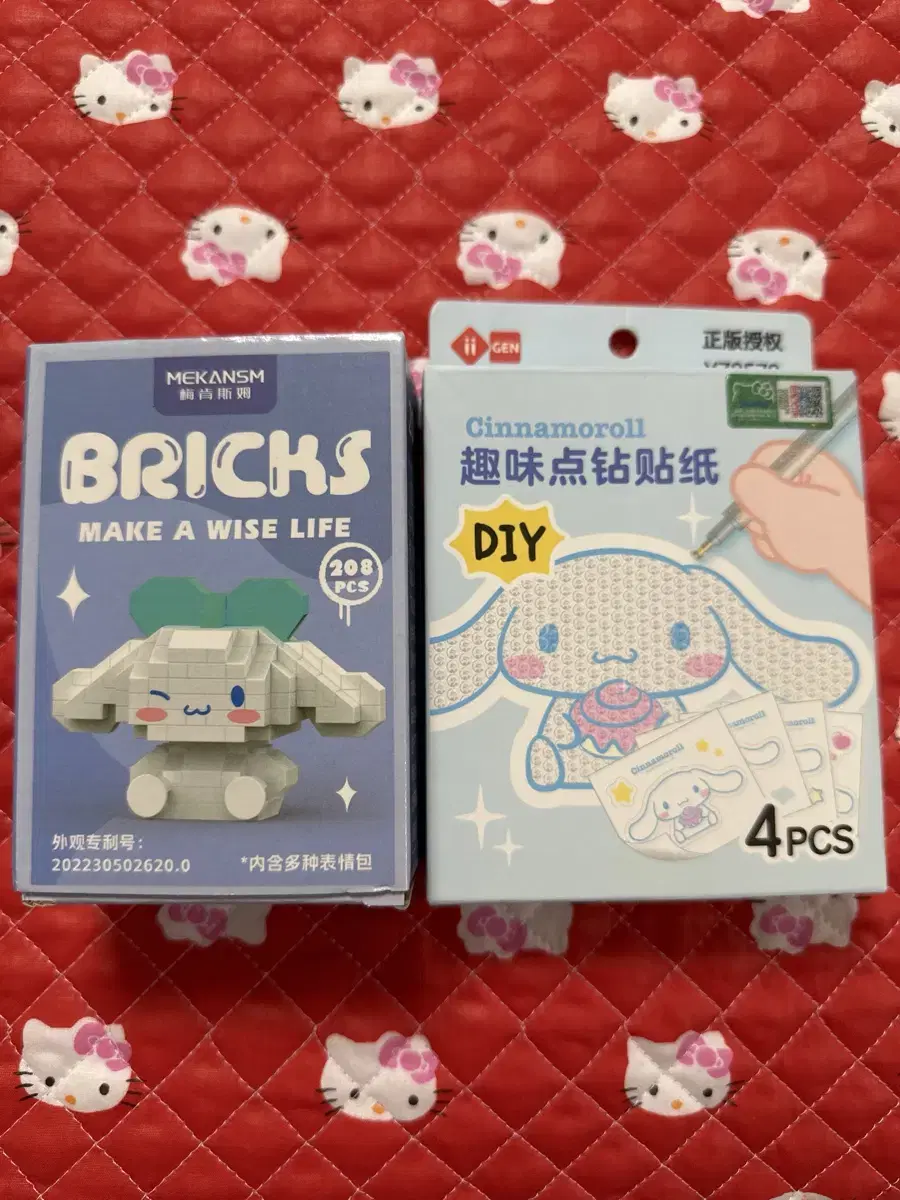 MEKANSM
梅肯斯姆
BRICKS
MAKE A WISE LIFE
208
PCS
外观专利号:
202230502620.0
*内含多种表情包
GEN
正版授权
Cinnamoroll
趣味点钻贴纸
DIY
Cinnamoroll
4PCS